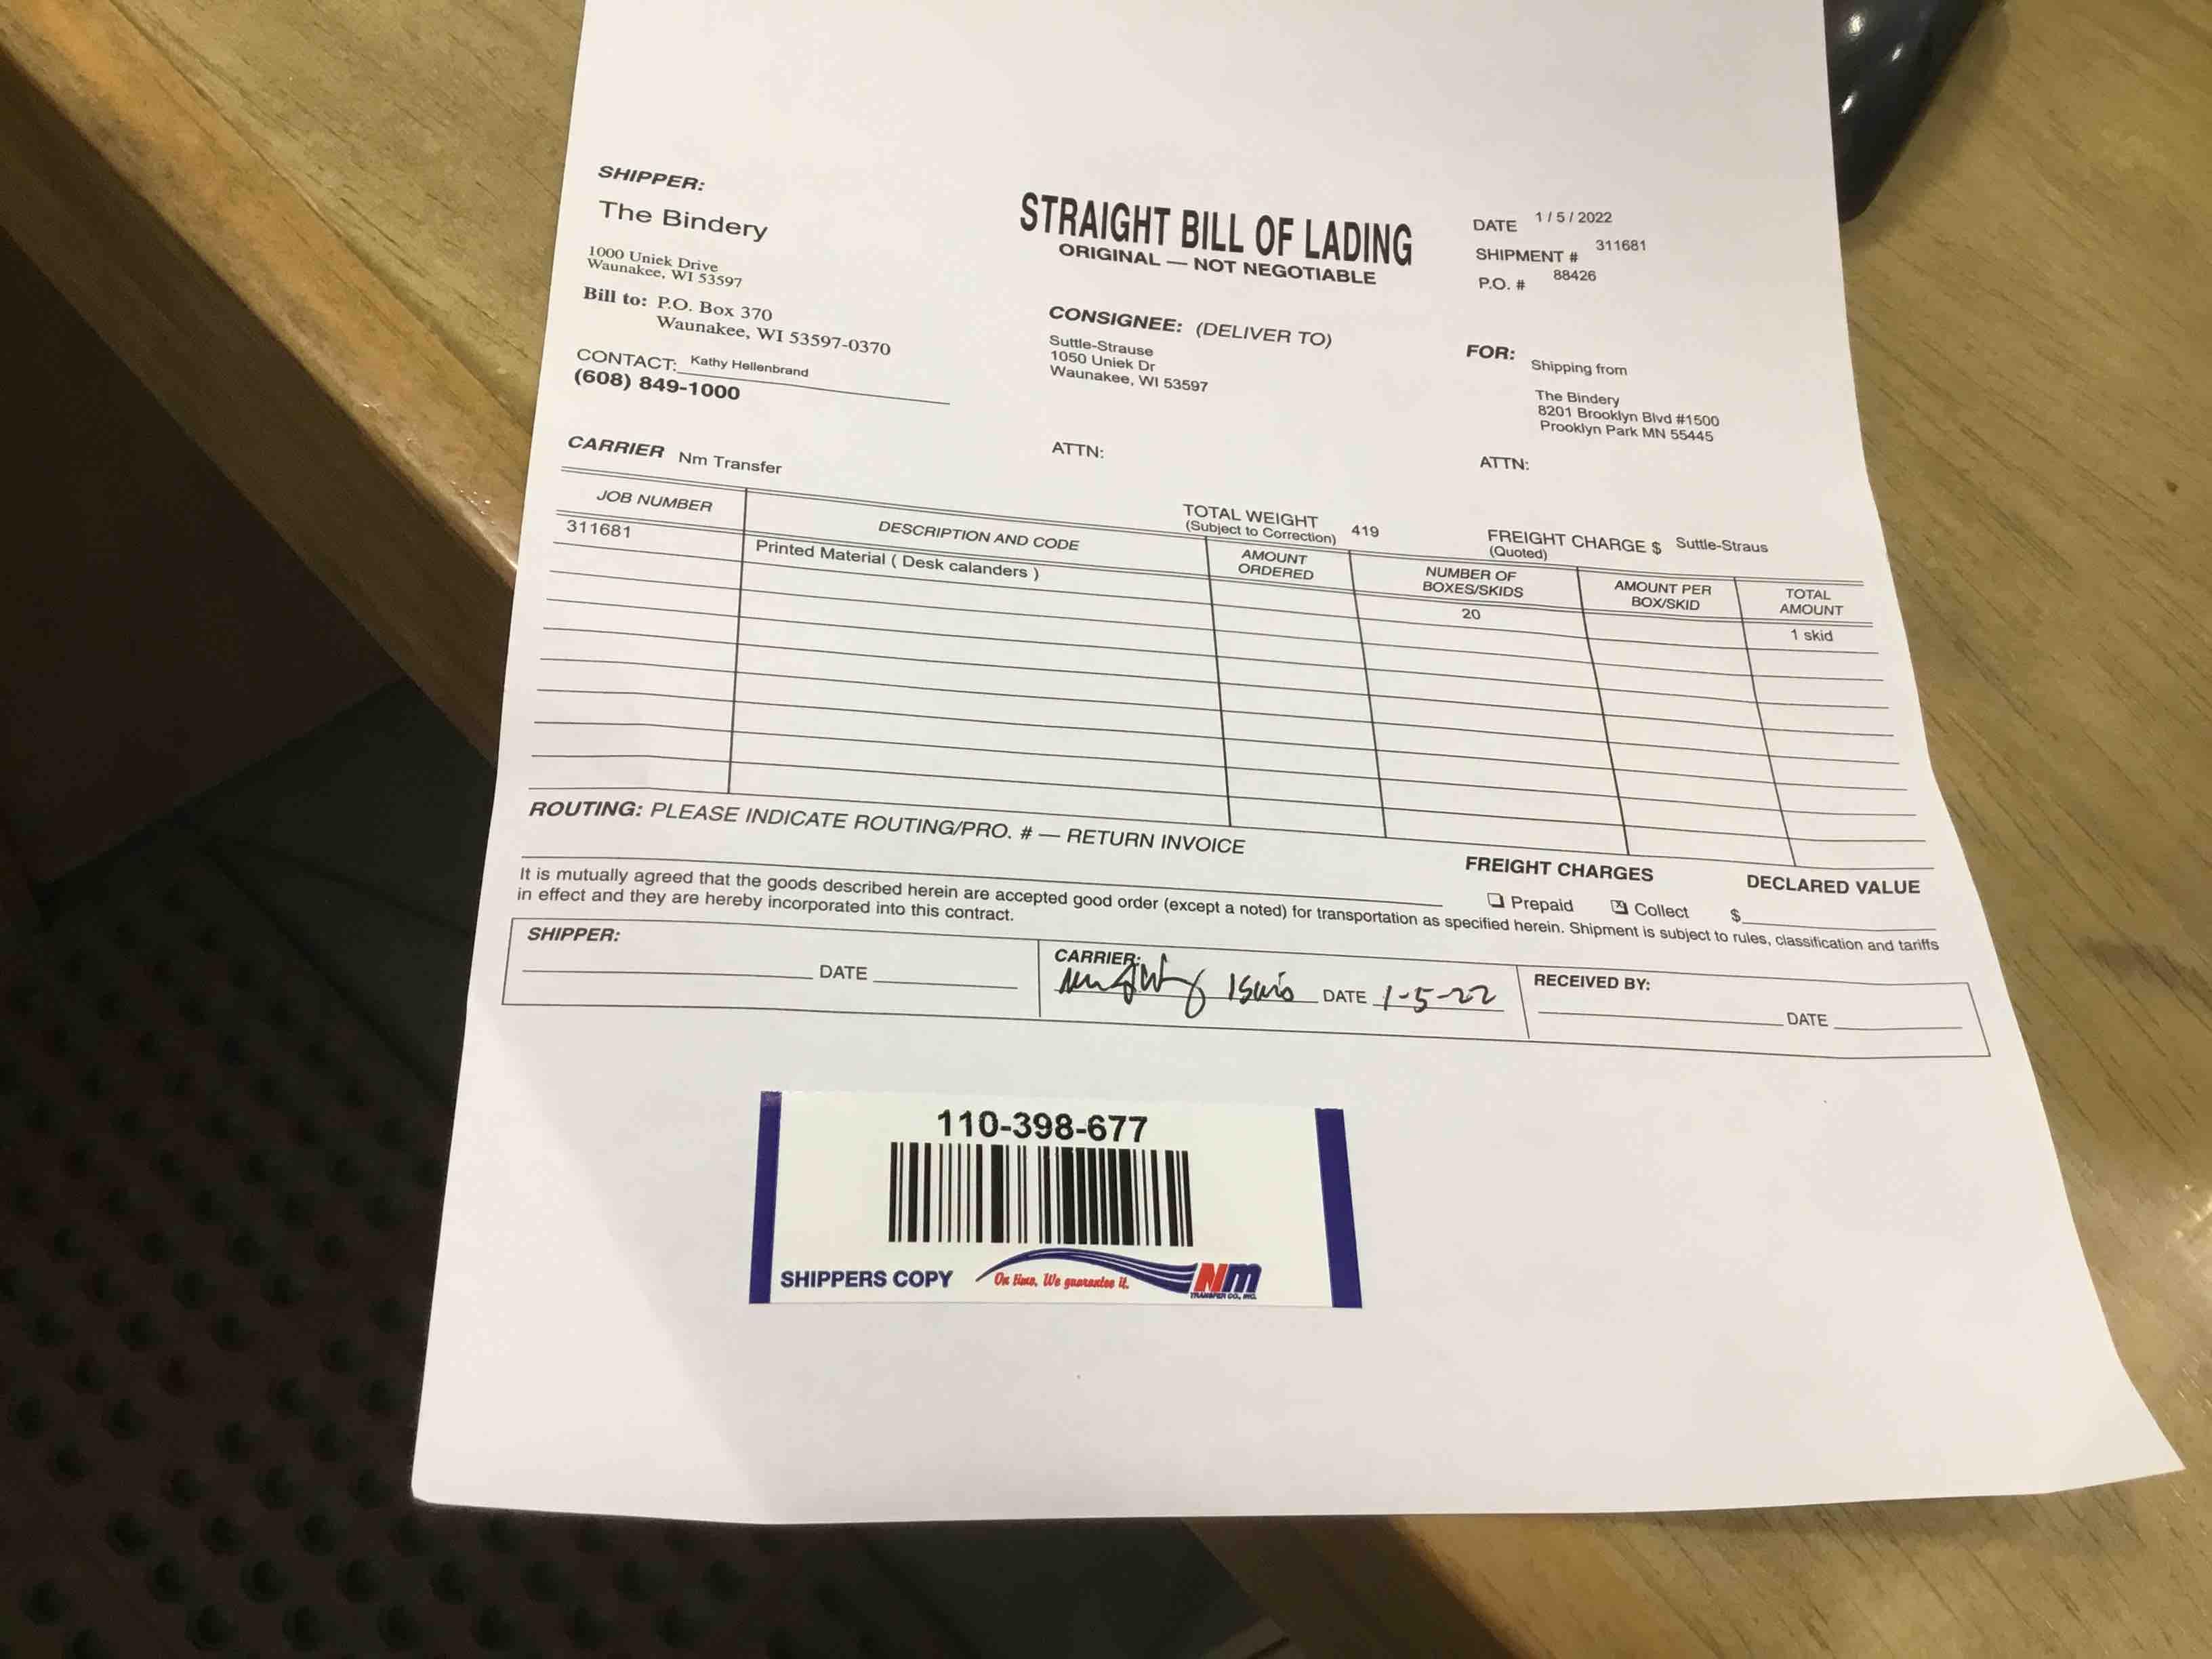 SHIPPER:
The Bindery
1000 Uniek Drive
Waunakee, WI 53597
Bill to: P.O. Box 370
Waunakee, WI 53597-0370
CONTACT: Kathy Hellenbrand
(608) 849-1000
STRAIGHT BILL OF LADING
ORIGINAL — NOT NEGOTIABLE
DATE 1 / 5 / 2022
SHIPMENT # 311681
P.O. # 88426
CONSIGNEE: (DELIVER TO)
Suttle-Strause
1050 Uniek Dr
Waunakee, WI 53597
ATTN:
FOR: Shipping from
The Bindery
8201 Brooklyn Blvd #1500
Prooklyn Park MN 55445
ATTN:
CARRIER Nm Transfer
TOTAL WEIGHT 419
(Subject to Correction)
FREIGHT CHARGE $ Suttle-Straus
(Quoted)
JOB NUMBER
DESCRIPTION AND CODE
AMOUNT
ORDERED
NUMBER OF
BOXES/SKIDS
AMOUNT PER
BOX/SKID
TOTAL
AMOUNT
311681 Printed Material ( Desk calanders ) 20 1 skid
ROUTING: PLEASE INDICATE ROUTING/PRO. # — RETURN INVOICE
FREIGHT CHARGES
Prepaid Collect
DECLARED VALUE
$
It is mutually agreed that the goods described herein are accepted good order (except a noted) for transportation as specified herein. Shipment is subject to rules, classification and tariffs
in effect and they are hereby incorporated into this contract.
SHIPPER:
DATE
CARRIER:
DATE 1-5-22
RECEIVED BY:
DATE
110-398-677
SHIPPERS COPY
On time. We guarantee it.
NM
TRANSFER CO., INC.